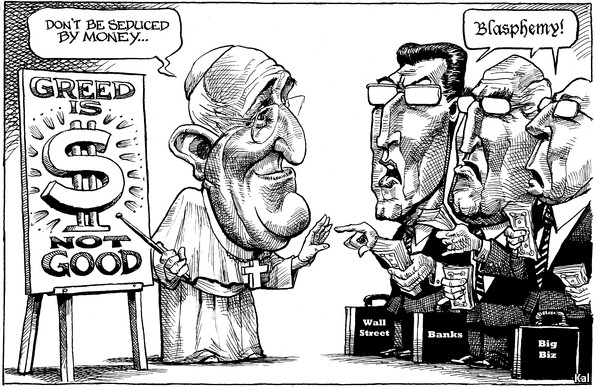 DON'T BE SEDUCED
BY MONEY...
Blasphemy!
GREED
IS
$
NOT
GOOD
Wall
Street
Banks
Big
Biz
Kal